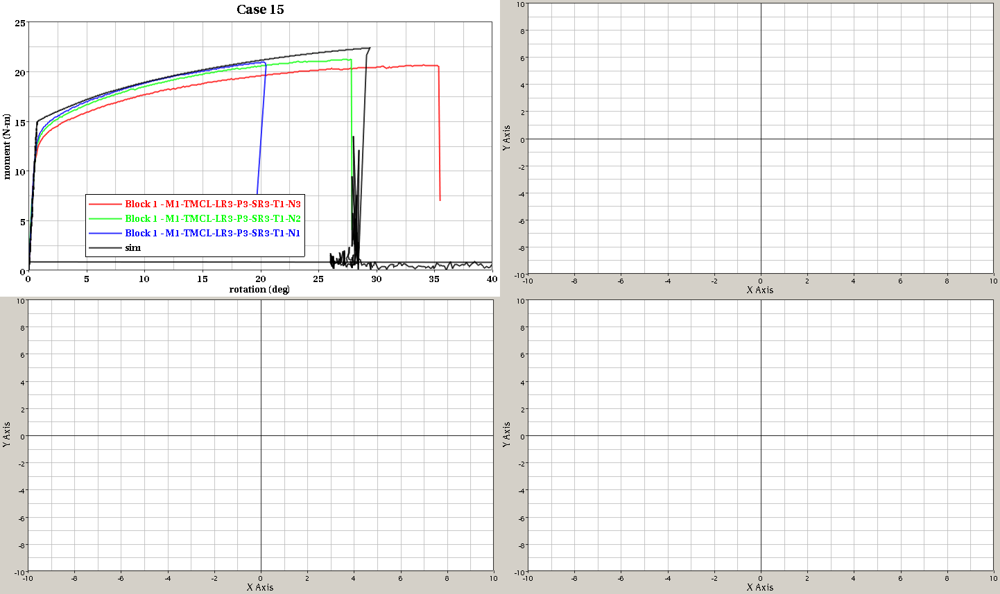 Case 15
25
20
15
10
5
0
moment (N-m)
Block 1 - M1-TMCL-LR3-P3-SR3-T1-N3
Block 1 - M1-TMCL-LR3-P3-SR3-T1-N2
Block 1 - M1-TMCL-LR3-P3-SR3-T1-N1
sim
0 5 10 15 20 25 30 35 40
rotation (deg)
10
8
6
4
2
0
-2
-4
-6
-8
-10
Y Axis
-10 -8 -6 -4 -2 0 2 4 6 8 10
X Axis
10
8
6
4
2
0
-2
-4
-6
-8
-10
Y Axis
-10 -8 -6 -4 -2 0 2 4 6 8 10
X Axis
10
8
6
4
2
0
-2
-4
-6
-8
-10
Y Axis
-10 -8 -6 -4 -2 0 2 4 6 8 10
X Axis